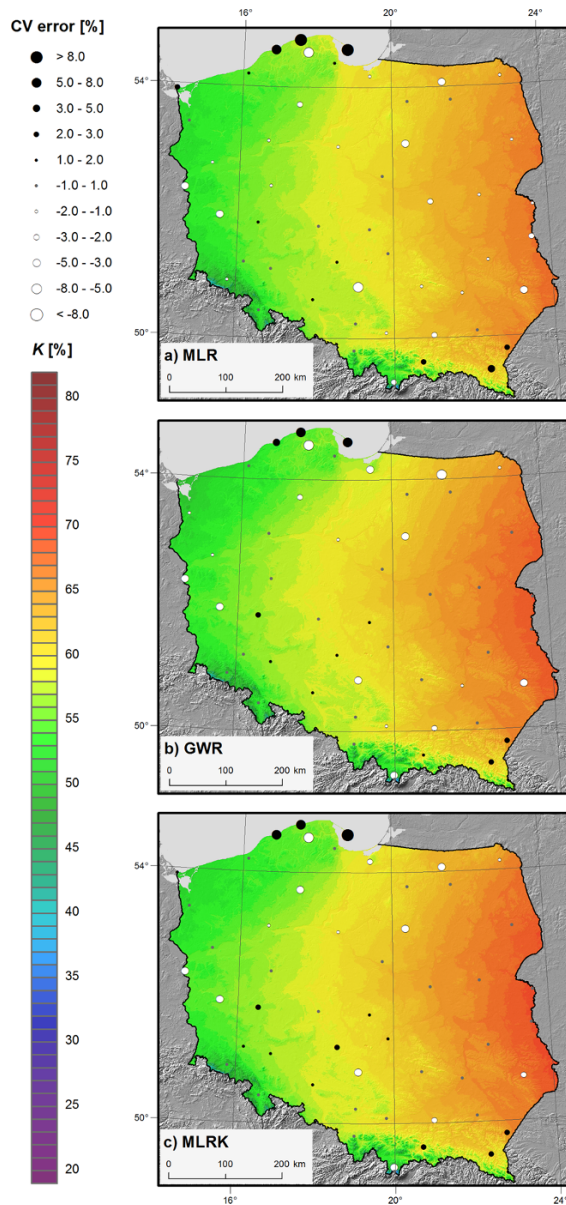 16°
20°
24°
CV error [%]
> 8.0
5.0 - 8.0
3.0 - 5.0
2.0 - 3.0
1.0 - 2.0
-1.0 - 1.0
-2.0 - -1.0
-3.0 - -2.0
-5.0 - -3.0
-8.0 - -5.0
< -8.0
54°
50°
a) MLR
0 100 200 km
K [%]
80
75
70
65
60
55
50
45
40
35
30
25
20
54°
50°
b) GWR
0 100 200 km
54°
50°
c) MLRK
0 100 200 km
16°
20°
24°